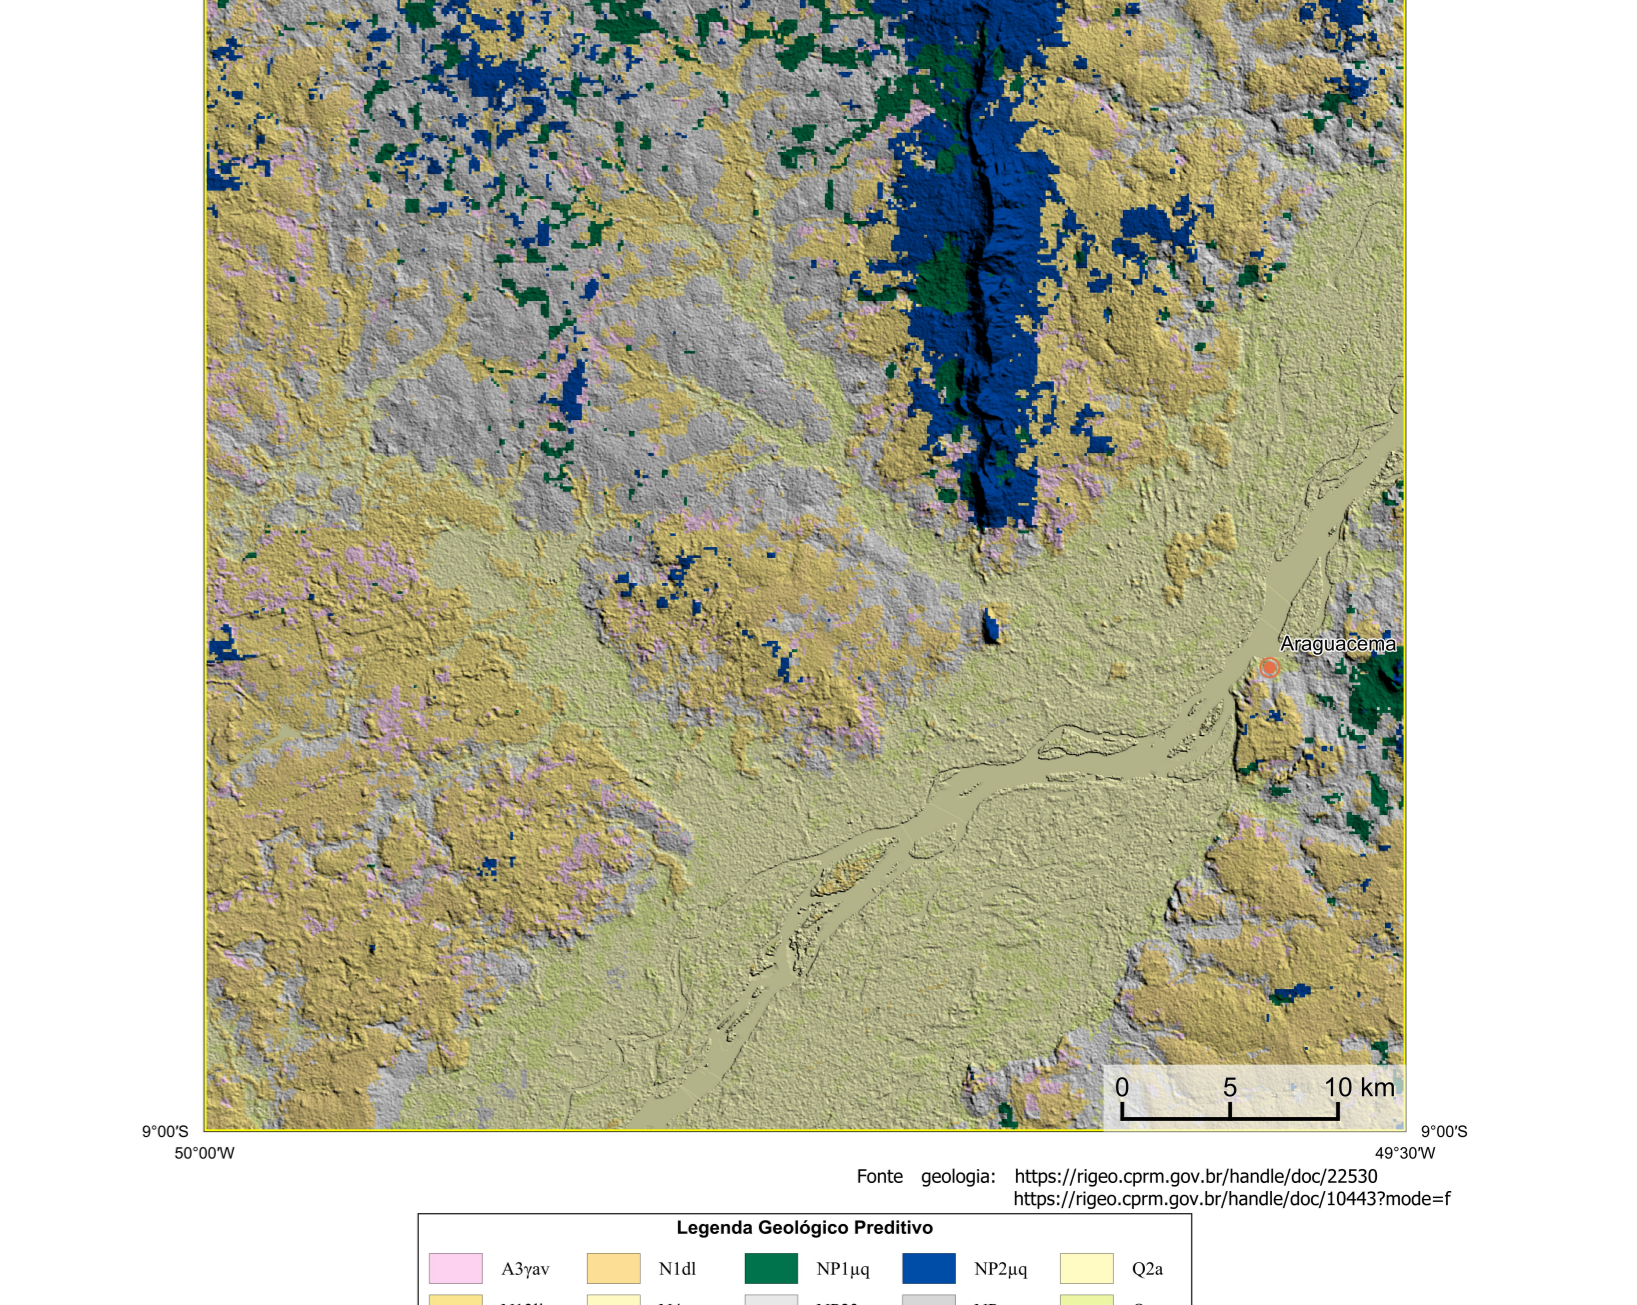 Araguacema
0 5 10 km
9°00'S 9°00'S
50°00'W 49°30'W
Fonte geologia: https://rigeo.cprm.gov.br/handle/doc/22530
https://rigeo.cprm.gov.br/handle/doc/10443?mode=f
Legenda Geológico Preditivo
A3γav N1dl NP1μq NP2μq Q2a